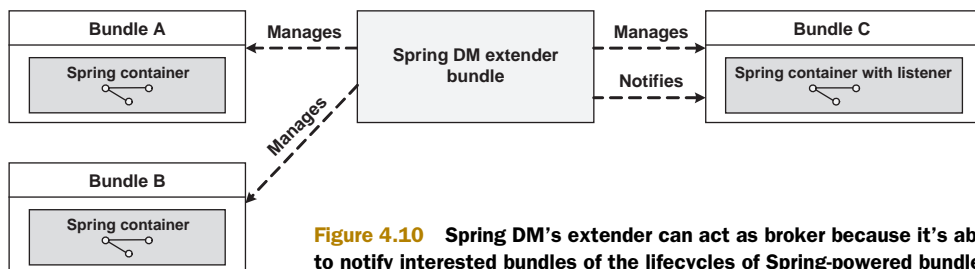 Bundle A
Spring container
Manages
Spring DM extender
bundle
Manages
Notifies
Bundle C
Spring container with listener
Manages
Bundle B
Spring container
Figure 4.10 Spring DM's extender can act as broker because it's
to notify interested bundles of the lifecycles of Spring-powered